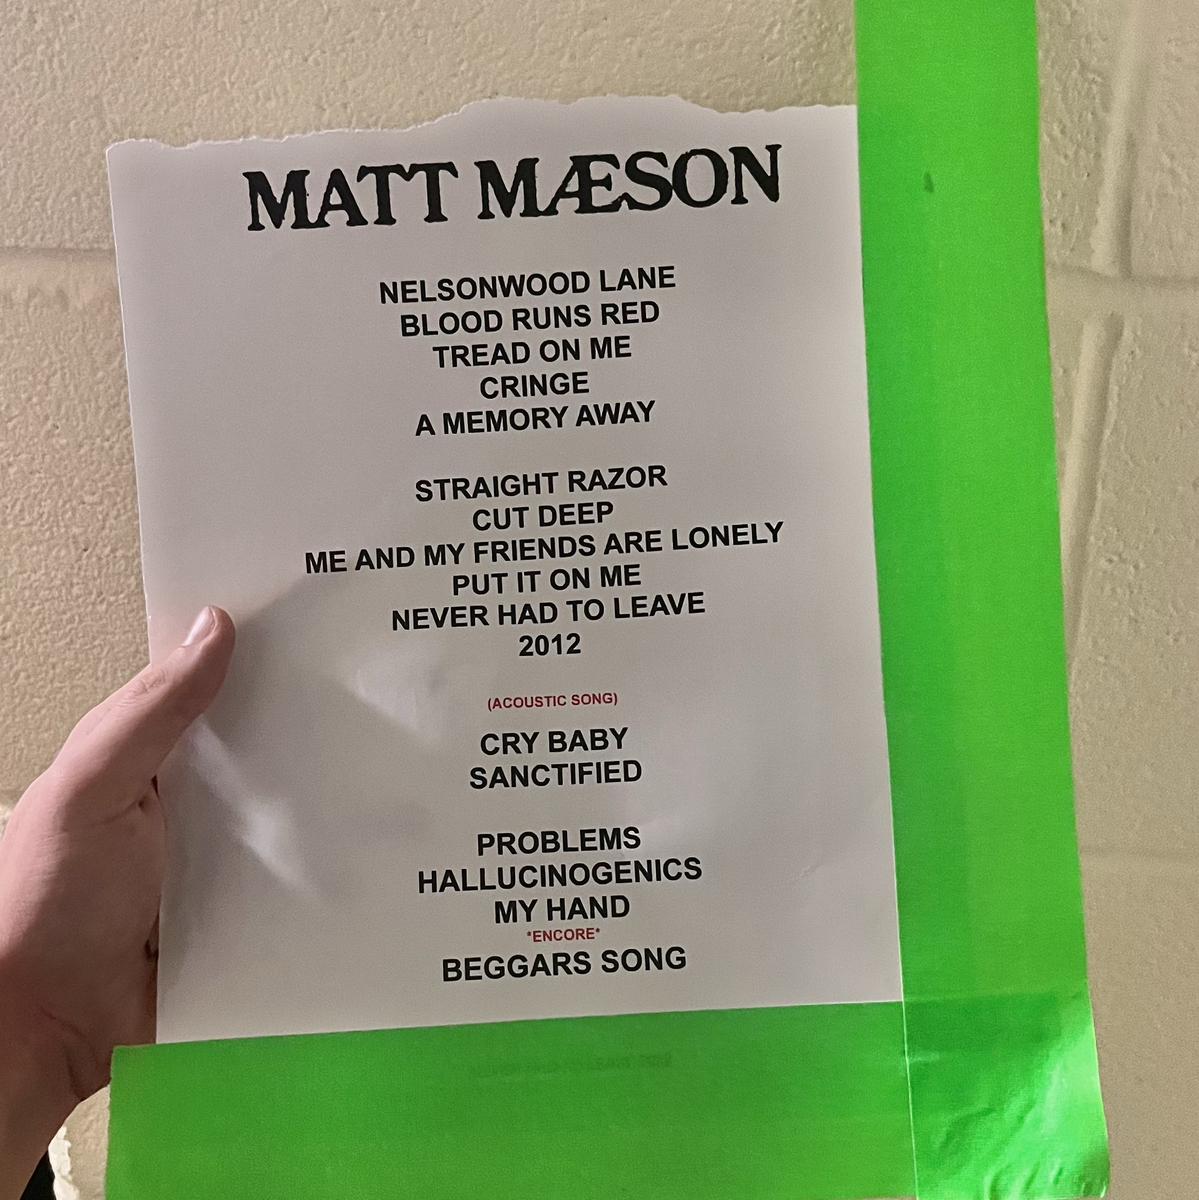 MATT MÆSON
NELSONWOOD LANE
BLOOD RUNS RED
TREAD ON ME
CRINGE
A MEMORY AWAY
STRAIGHT RAZOR
CUT DEEP
ME AND MY FRIENDS ARE LONELY
PUT IT ON ME
NEVER HAD TO LEAVE
2012
(ACOUSTIC SONG)
CRY BABY
SANCTIFIED
PROBLEMS
HALLUCINOGENICS
MY HAND
*ENCORE*
BEGGARS SONG